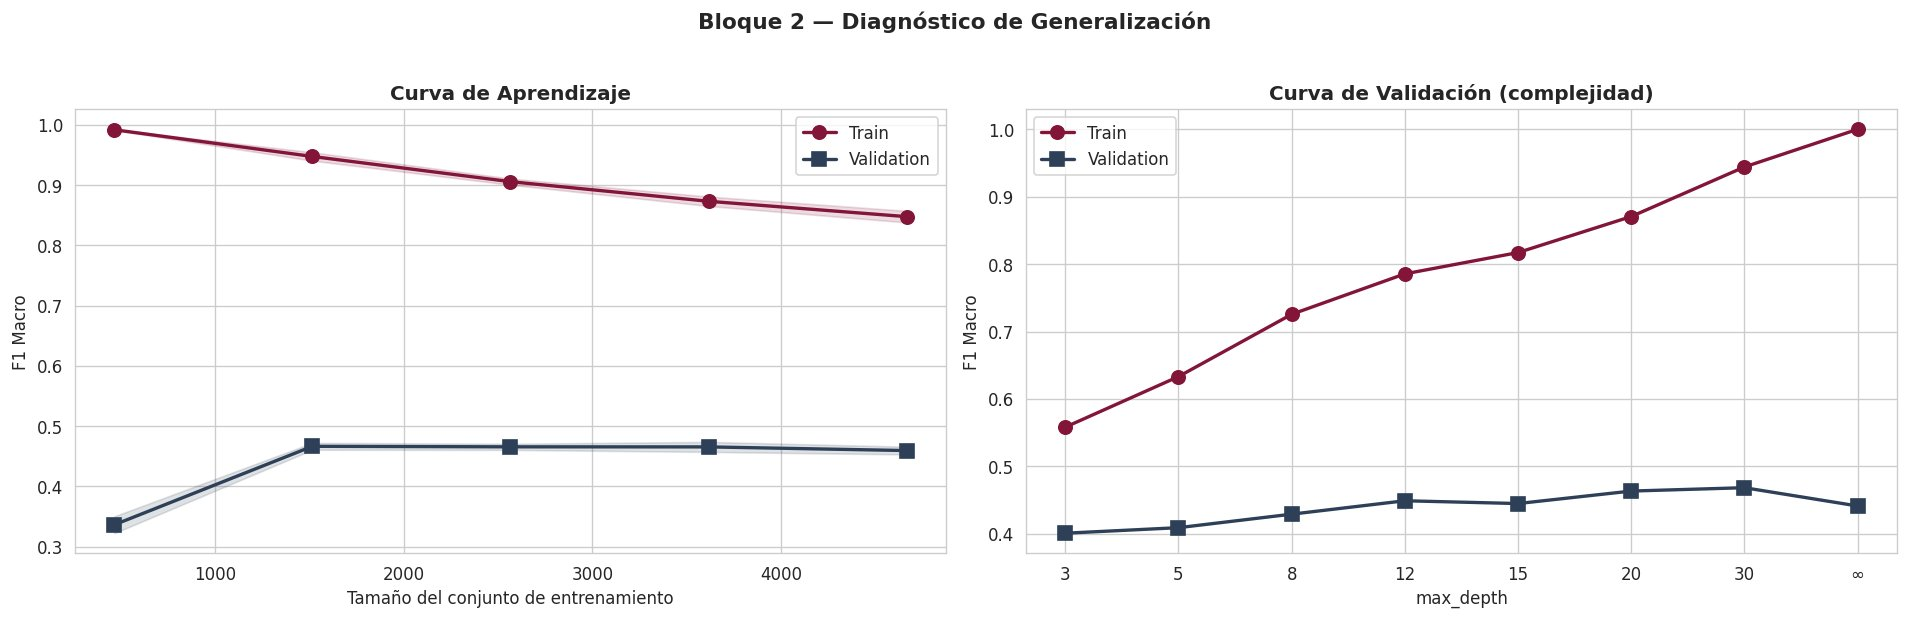 Bloque 2 — Diagnóstico de Generalización
Curva de Aprendizaje
F1 Macro
1.0
0.9
0.8
0.7
0.6
0.5
0.4
0.3
Train
Validation
1000 2000 3000 4000
Tamaño del conjunto de entrenamiento
Curva de Validación (complejidad)
F1 Macro
1.0
0.9
0.8
0.7
0.6
0.5
0.4
Train
Validation
3 5 8 12 15 20 30 ∞
max_depth